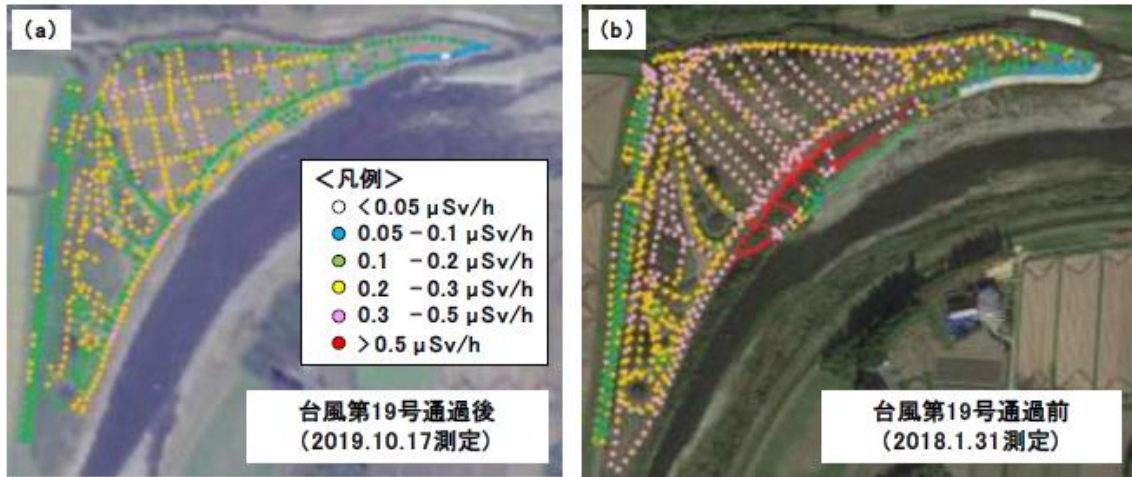 (a)
<凡例>
<0.05 μSv/h
0.05 -0.1 μSv/h
0.1 -0.2 μSv/h
0.2 -0.3 μSv/h
0.3 -0.5 μSv/h
>0.5 μSv/h
台風第19号通過後
(2019.10.17測定)
(b)
台風第19号通過前
(2018.1.31測定)